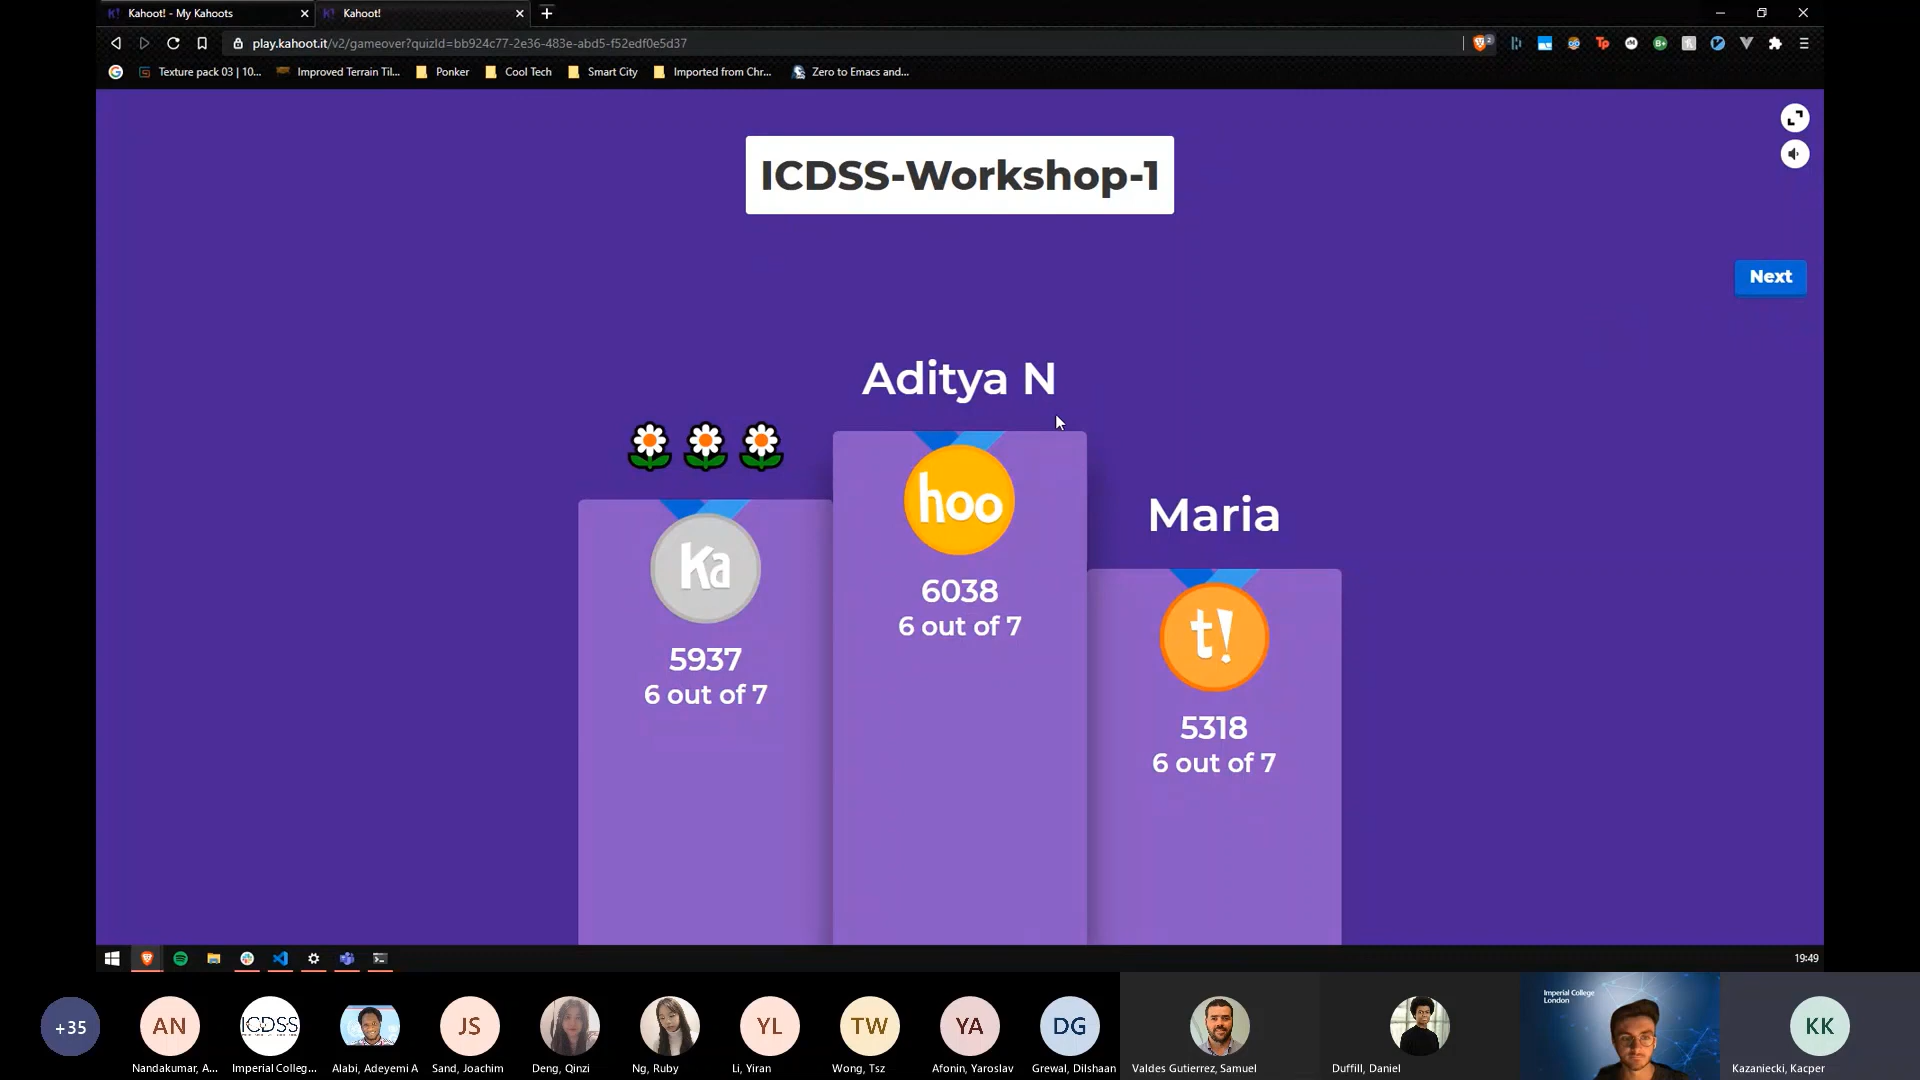 Kahoot! - My Kahoots
Kahoot!
play.kahoot.it/v2/gameover?quizId=bb924c77-2e36-483e-abd5-f52edf0e5d37
Texture pack 03 | 10...
Improved Terrain Til...
Ponker
Cool Tech
Smart City
Imported from Chr...
Zero to Emacs and...
ICDSS-Workshop-1
Next
Aditya N
Maria
hoo
Ka
t!
6038
6 out of 7
5937
6 out of 7
5318
6 out of 7
19:49
Imperial College
London
+35
AN
ICDSS
JS
YL
TW
YA
DG
KK
Nandakumar, A...
Imperial Colleg...
Alabi, Adeyemi A
Sand, Joachim
Deng, Qinzi
Ng, Ruby
Li, Yiran
Wong, Tsz
Afonin, Yaroslav
Grewal, Dilshaan
Valdes Gutierrez, Samuel
Duffill, Daniel
Kazaniecki, Kacper